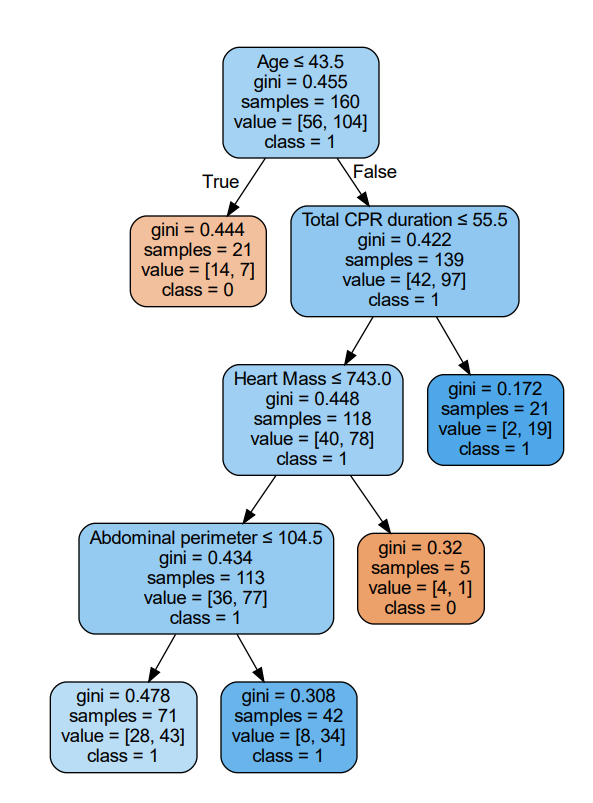 Age ≤ 43.5
gini = 0.455
samples = 160
value = [56, 104]
class = 1
True
False
gini = 0.444
samples = 21
value = [14, 7]
class = 0
Total CPR duration ≤ 55.5
gini = 0.422
samples = 139
value = [42, 97]
class = 1
Heart Mass ≤ 743.0
gini = 0.448
samples = 118
value = [40, 78]
class = 1
gini = 0.172
samples = 21
value = [2, 19]
class = 1
Abdominal perimeter ≤ 104.5
gini = 0.434
samples = 113
value = [36, 77]
class = 1
gini = 0.32
samples = 5
value = [4, 1]
class = 0
gini = 0.478
samples = 71
value = [28, 43]
class = 1
gini = 0.308
samples = 42
value = [8, 34]
class = 1